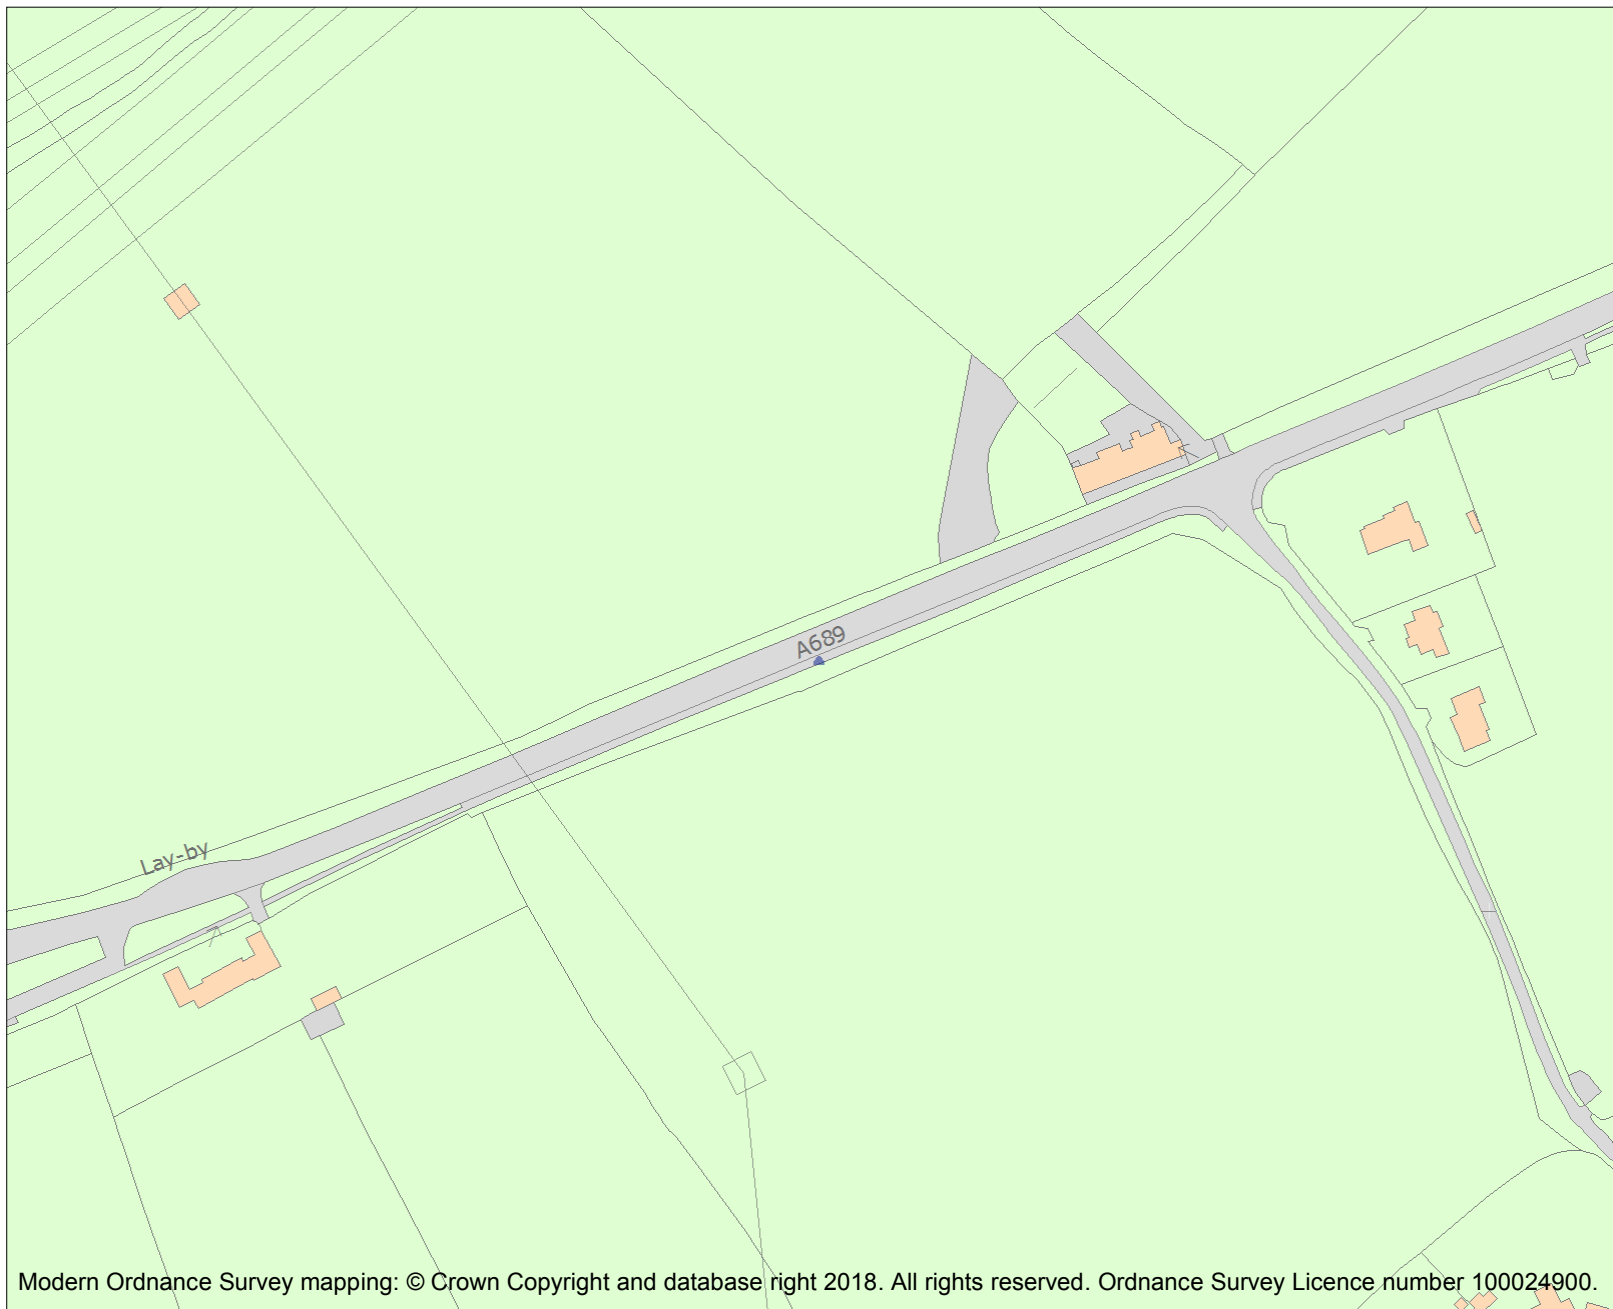 A689
Lay-by
Modern Ordnance Survey mapping: © Crown Copyright and database right 2018. All rights reserved. Ordnance Survey Licence number 100024900.